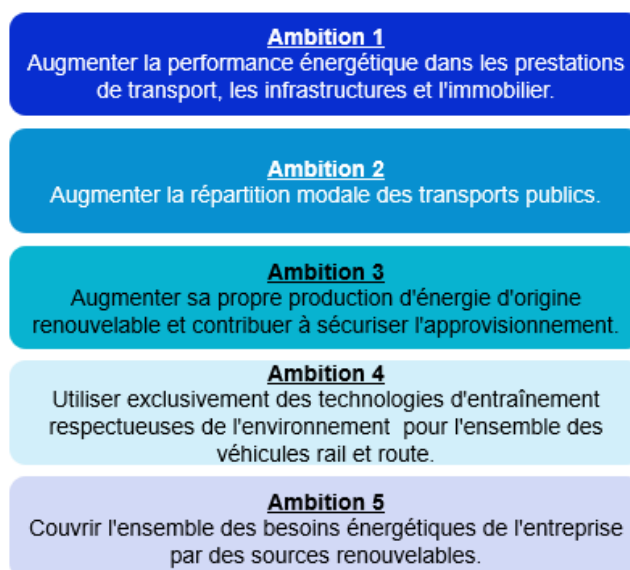 Ambition 1
Augmenter la performance énergétique dans les prestations
de transport, les infrastructures et l'immobilier.
Ambition 2
Augmenter la répartition modale des transports publics.
Ambition 3
Augmenter sa propre production d'énergie d'origine
renouvelable et contribuer à sécuriser l'approvisionnement.
Ambition 4
Utiliser exclusivement des technologies d'entraînement
respectueuses de l'environnement  pour l'ensemble des
véhicules rail et route.
Ambition 5
Couvrir l'ensemble des besoins énergétiques de l'entreprise
par des sources renouvelables.